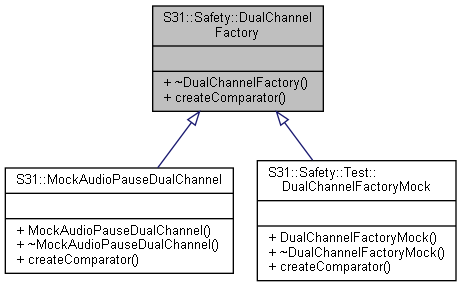 S31::Safety::DualChannel
Factory
+ ~DualChannelFactory()
+ createComparator()
S31::MockAudioPauseDualChannel
+ MockAudioPauseDualChannel()
+ ~MockAudioPauseDualChannel()
+ createComparator()
S31::Safety::Test::
DualChannelFactoryMock
+ DualChannelFactoryMock()
+ ~DualChannelFactoryMock()
+ createComparator()